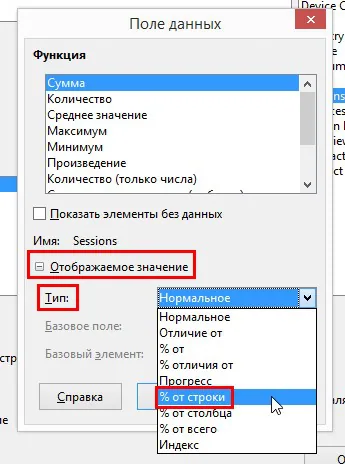 Device C
Поле данных
Функция
Сумма
Количество
Среднее значение
Максимум
Минимум
Произведение
Количество (только числа)
Показать элементы без данных
Имя: Sessions
Отображаемое значение
Тип:
Нормальное
Базовое поле:
Базовый элемент:
Нормальное
Отличие от
% от
% отличия от
Прогресс
% от строки
% от столбца
% от всего
Индекс
Справка